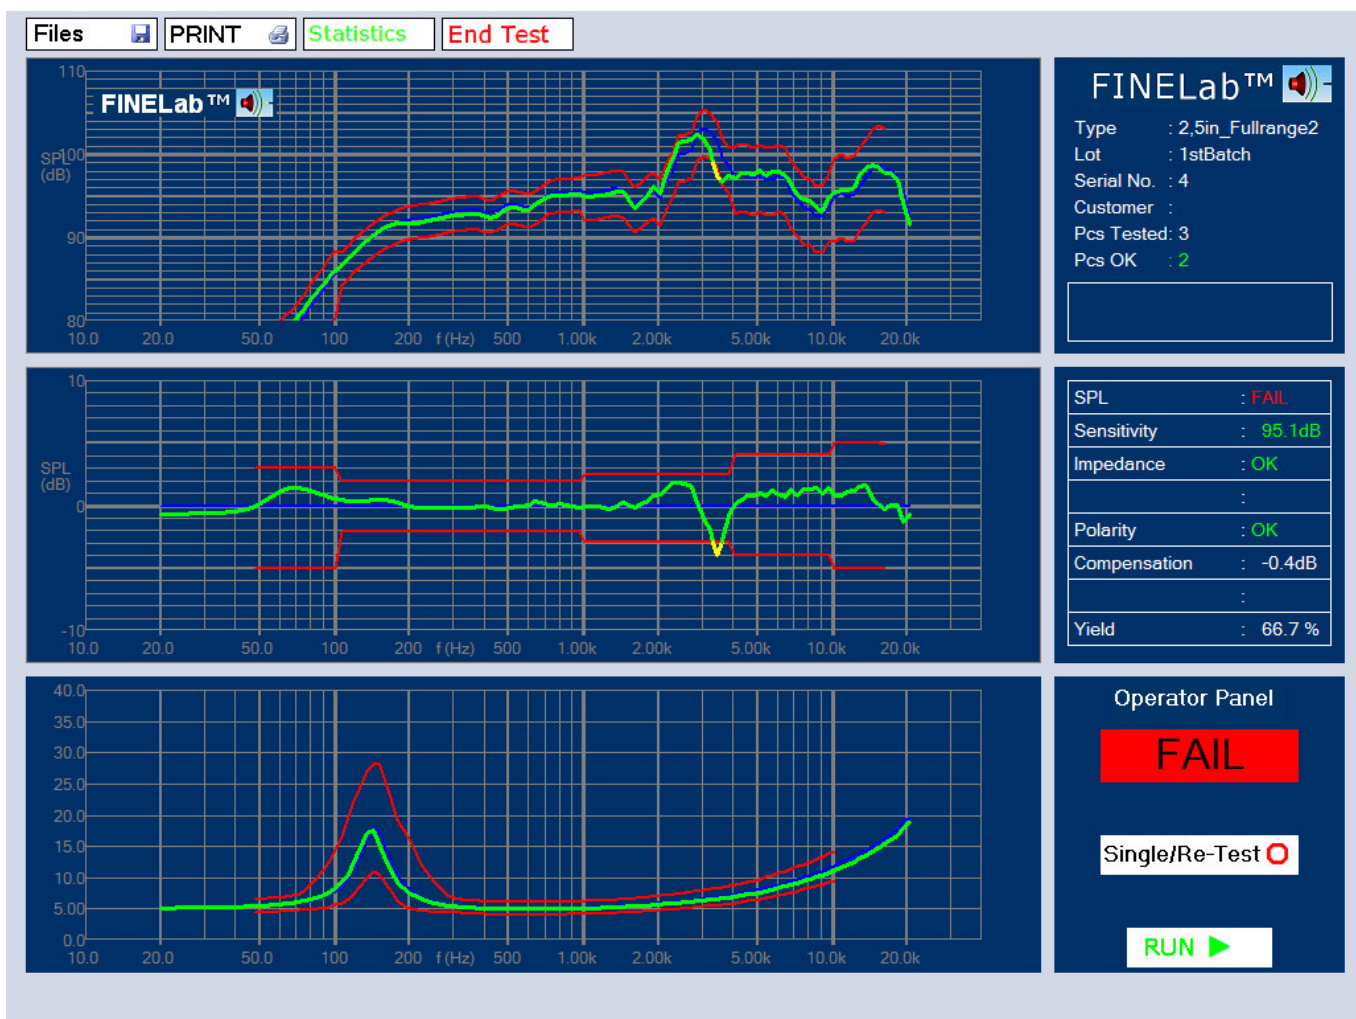 Files PRINT Statistics End Test
110
FINELab™
SPL
(dB)
100
90
80
10.0 20.0 50.0 100 200 f (Hz) 500 1.00k 2.00k 5.00k 10.0k 20.0k
10
SPL
(dB)
0
-10
10.0 20.0 50.0 100 200 f (Hz) 500 1.00k 2.00k 5.00k 10.0k 20.0k
40.0
35.0
30.0
25.0
20.0
15.0
10.0
5.00
0.0
10.0 20.0 50.0 100 200 f (Hz) 500 1.00k 2.00k 5.00k 10.0k 20.0k
FINELab™
Type : 2,5in_Fullrange2
Lot : 1stBatch
Serial No. : 4
Customer :
Pcs Tested: 3
Pcs OK : 2
SPL : FAIL
Sensitivity : 95.1dB
Impedance : OK
:
Polarity : OK
Compensation : -0.4dB
:
Yield : 66.7 %
Operator Panel
FAIL
Single/Re-Test
RUN